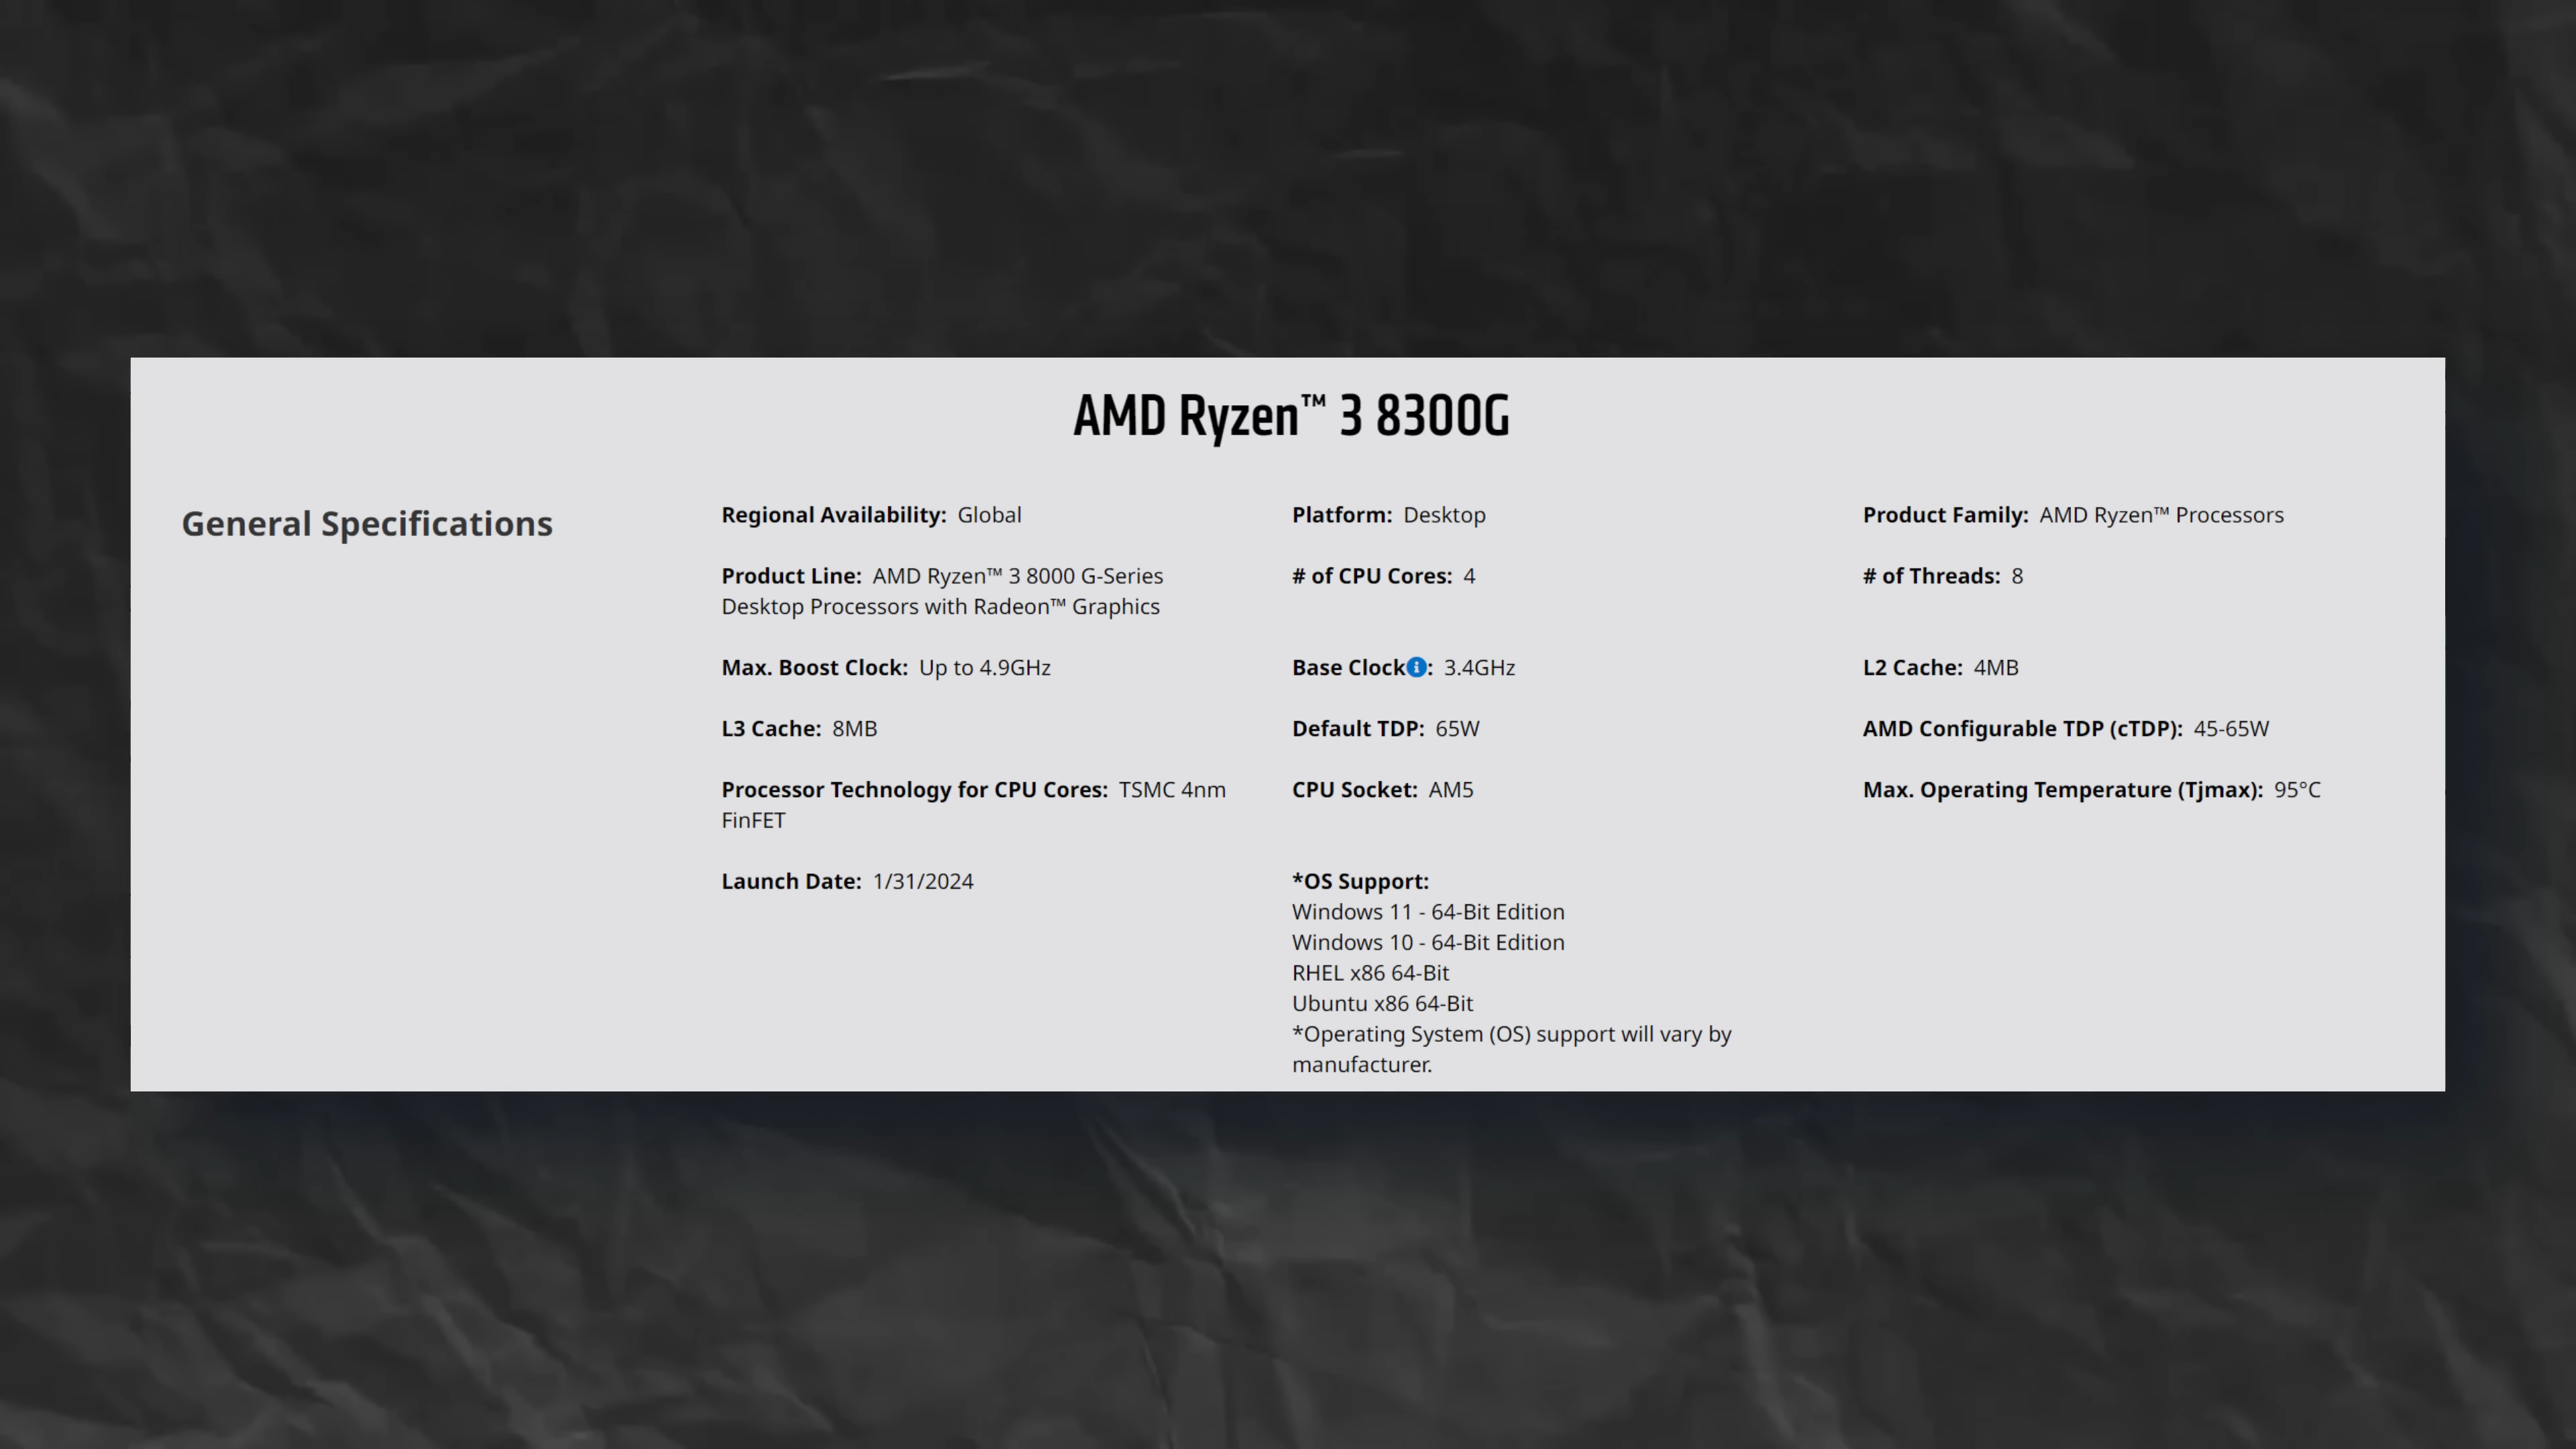 AMD Ryzen™ 3 8300G
General Specifications
Regional Availability: Global
Platform: Desktop
Product Family: AMD Ryzen™ Processors
Product Line: AMD Ryzen™ 3 8000 G-Series
Desktop Processors with Radeon™ Graphics
# of CPU Cores: 4
# of Threads: 8
Max. Boost Clock: Up to 4.9GHz
Base Clock: 3.4GHz
L2 Cache: 4MB
L3 Cache: 8MB
Default TDP: 65W
AMD Configurable TDP (cTDP): 45-65W
Processor Technology for CPU Cores: TSMC 4nm
FinFET
CPU Socket: AM5
Max. Operating Temperature (Tjmax): 95°C
Launch Date: 1/31/2024
*OS Support:
Windows 11 - 64-Bit Edition
Windows 10 - 64-Bit Edition
RHEL x86 64-Bit
Ubuntu x86 64-Bit
*Operating System (OS) support will vary by
manufacturer.